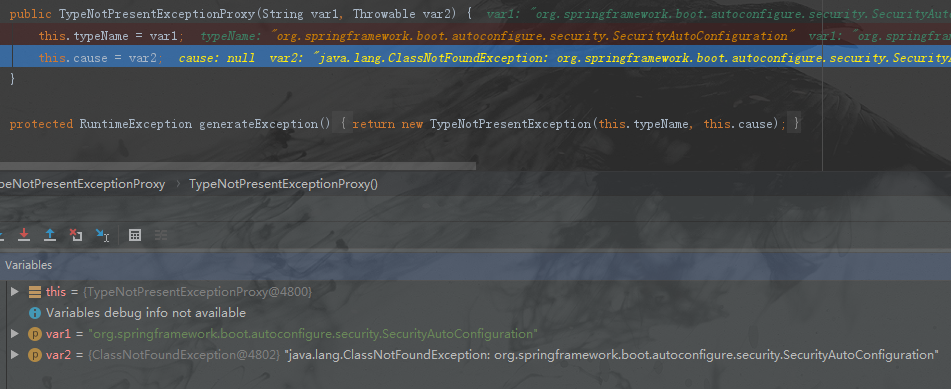 public TypeNotPresentExceptionProxy(String var1, Throwable var2) { var1: "org.springframework.boot.autoconfigure.security.SecurityAuto
this.typeName = var1; typeName: "org.springframework.boot.autoconfigure.security.SecurityAutoConfiguration" var1: "org.springfram
this.cause = var2; cause: null var2: "java.lang.ClassNotFoundException: org.springframework.boot.autoconfigure.security.SecurityA
}
protected RuntimeException generateException() { return new TypeNotPresentException(this.typeName, this.cause); }
peNotPresentExceptionProxy › TypeNotPresentExceptionProxy()
Variables
this = {TypeNotPresentExceptionProxy@4800}
Variables debug info not available
var1 = "org.springframework.boot.autoconfigure.security.SecurityAutoConfiguration"
var2 = {ClassNotFoundException@4802} "java.lang.ClassNotFoundException: org.springframework.boot.autoconfigure.security.SecurityAutoConfiguration"